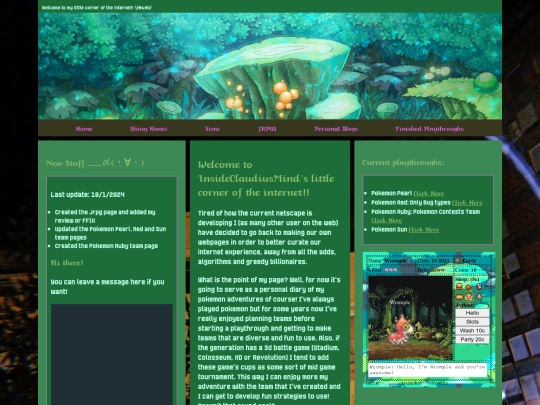 Welcome to my little corner of the interneth
Home Shiny Hunts Sims JRPGS Personal Blogs Finished Playthroughs
New Stuff
Last update: 18/1/2024
Created the Jrpg page and added my
review or FFIX
Updated the Pokemon Pearl, Red and Sun
team pages
Created the Pokemon Ruby team page
Hi there!
You can leave a message here if you
want!
Welcome to
InsideClaudiusMind's little
corner of the internet!!
Tired of how the current netscape is
developing I (as many other user on the web)
have decided to go back to making our own
webpages in order to better curate our
internet experience, away from all the adds,
algorithms and greedy billionaires.
What is the point of my page? Well, for now it's
going to serve as a personal diary of my
pokemon adventures of course! I've always
played pokemon but for some years now I've
really enjoyed planning teams before
starting a playthrough and getting to make
teams that are diverse and fun to use. Also, if
the generation has a 3d battle game (Stadium,
Colosseum, XD or Revolution) I tend to add
these game's cups as some sort of mid game
tournament. This way I can enjoy more my
adventure with the team that I've created and
I can get to develop fun strategies to use!
Current playthroughs:
Pokemon Pearl Click Here
Pokemon Red: Only Bug types Click Here
Pokemon Ruby: Pokemon Contests Team
Click Here
Pokemon Sun Click Here
Wrmple
Hello
Slots
Wash 10c
Party 20c
Wrmple: Hello, I'm Wrmple and you're
awesome!